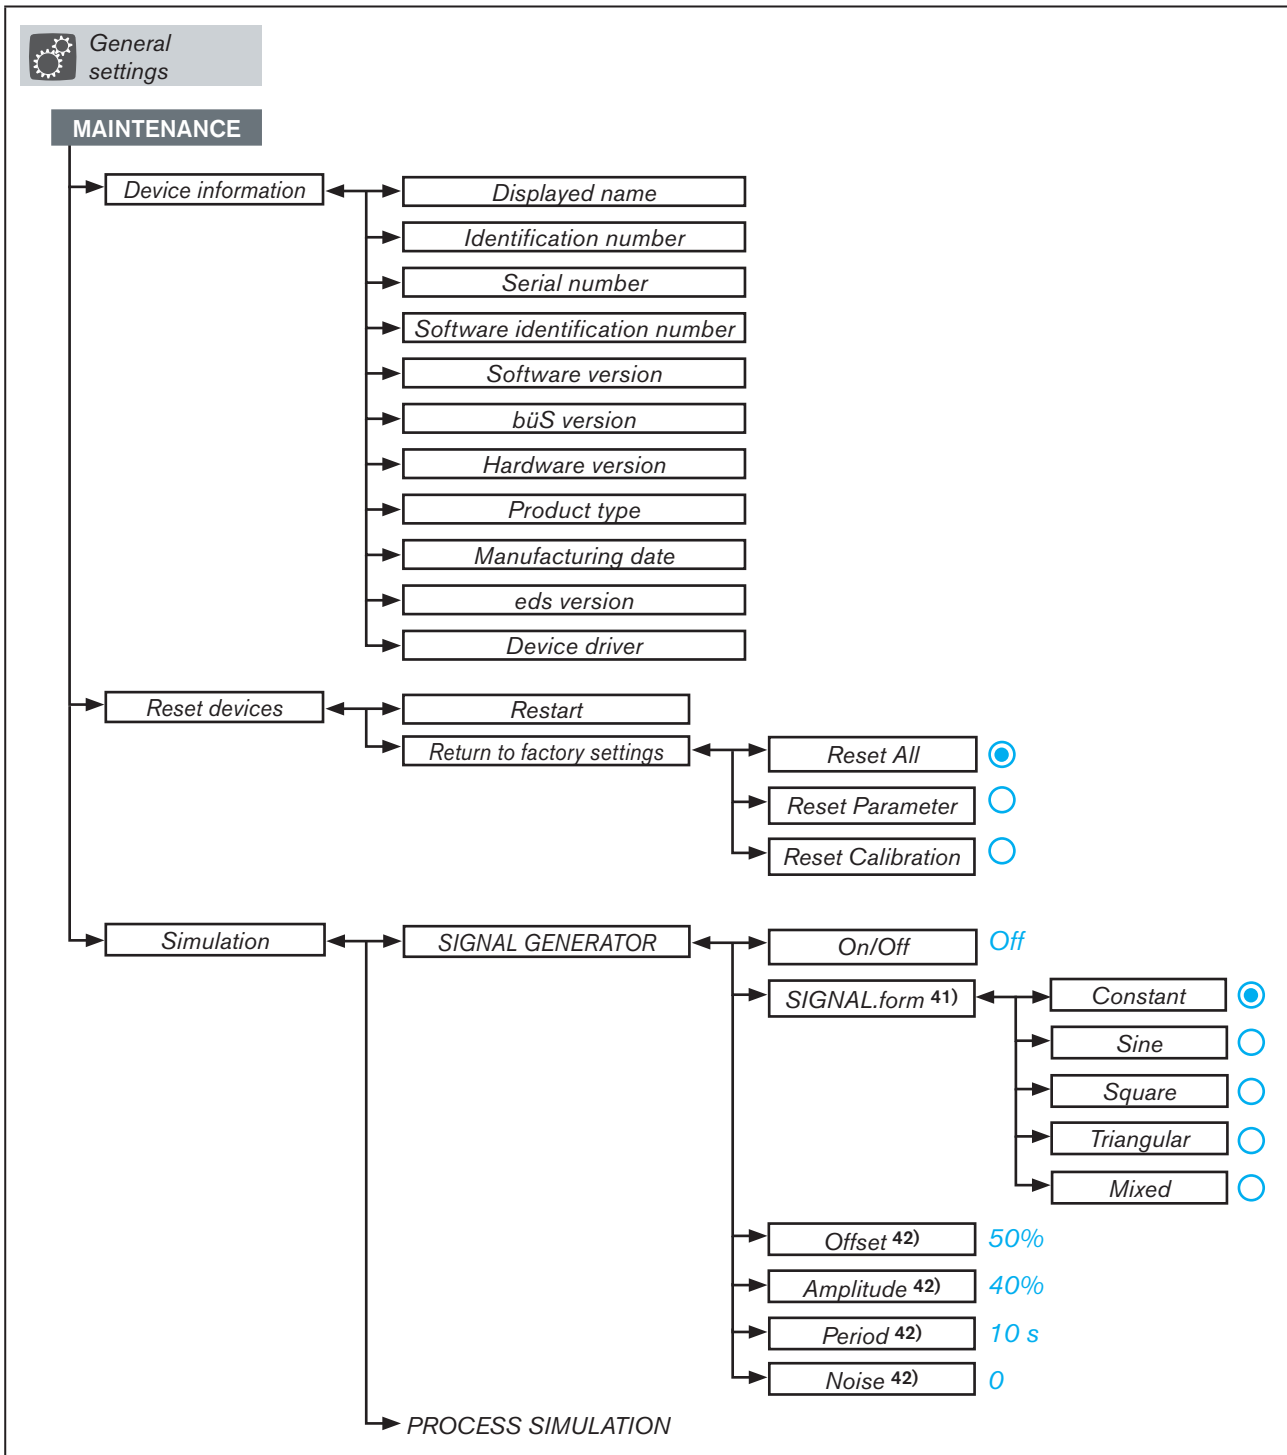 General
settings
MAINTENANCE
Device information
Displayed name
Identification number
Serial number
Software identification number
Software version
büS version
Hardware version
Product type
Manufacturing date
eds version
Device driver
Reset devices
Restart
Return to factory settings
Reset All
Reset Parameter
Reset Calibration
Simulation
SIGNAL GENERATOR
On/Off Off
SIGNAL.form 41)
Constant
Sine
Square
Triangular
Mixed
Offset 42) 50%
Amplitude 42) 40%
Period 42) 10 s
Noise 42) 0
PROCESS SIMULATION